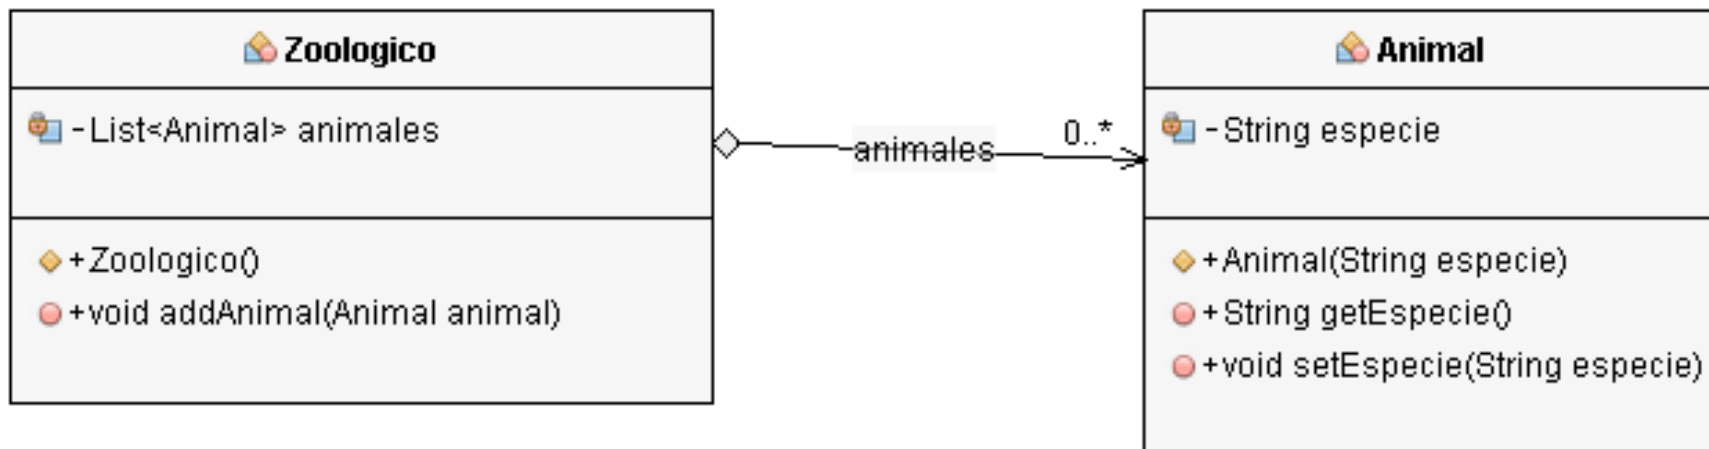 Zoologico
-List<Animal> animales
+Zoologico()
+void addAnimal(Animal animal)
animales
0..*
Animal
-String especie
+Animal(String especie)
+String getEspecie()
+void setEspecie(String especie)